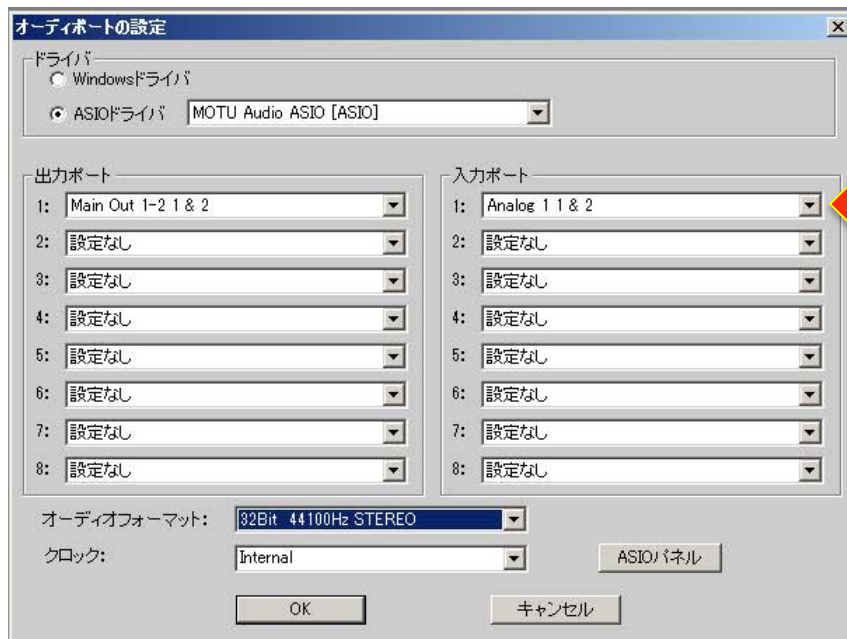 オーディポートの設定
ドライバ
Windowsドライバ
ASIOドライバ MOTU Audio ASIO [ASIO]
出力ポート
1: Main Out 1-2 1 & 2
2: 設定なし
3: 設定なし
4: 設定なし
5: 設定なし
6: 設定なし
7: 設定なし
8: 設定なし
入力ポート
1: Analog 1 1 & 2
2: 設定なし
3: 設定なし
4: 設定なし
5: 設定なし
6: 設定なし
7: 設定なし
8: 設定なし
オーディオフォーマット: 32Bit 44100Hz STEREO
クロック: Internal
ASIOパネル
OK
キャンセル